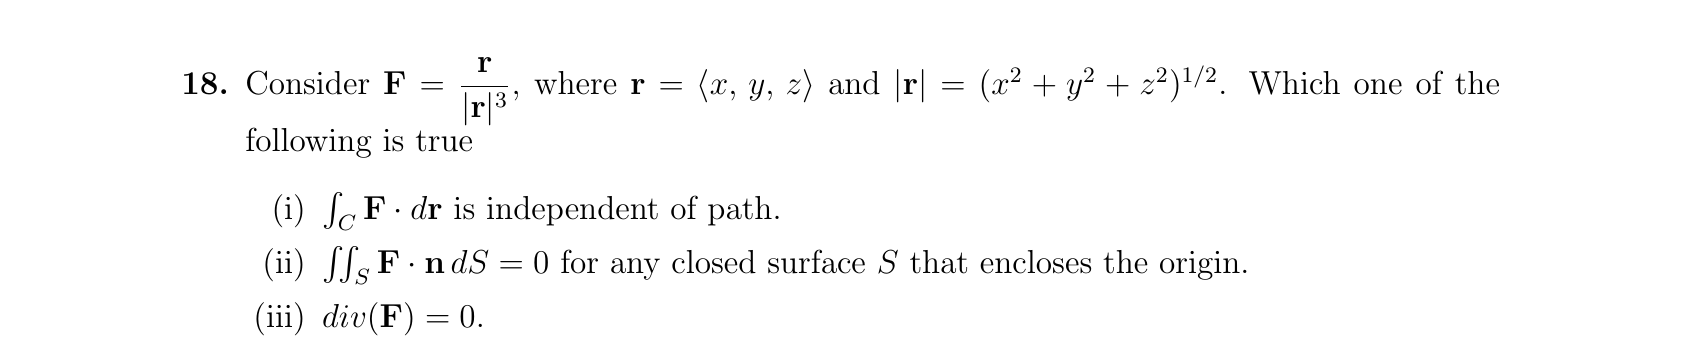 18. Consider F = r/|r|³, where r = ⟨x, y, z⟩ and |r| = (x² + y² + z²)^{1/2}. Which one of the
following is true
(i) ∫_C F · dr is independent of path.
(ii) ∬_S F · n dS = 0 for any closed surface S that encloses the origin.
(iii) div(F) = 0.